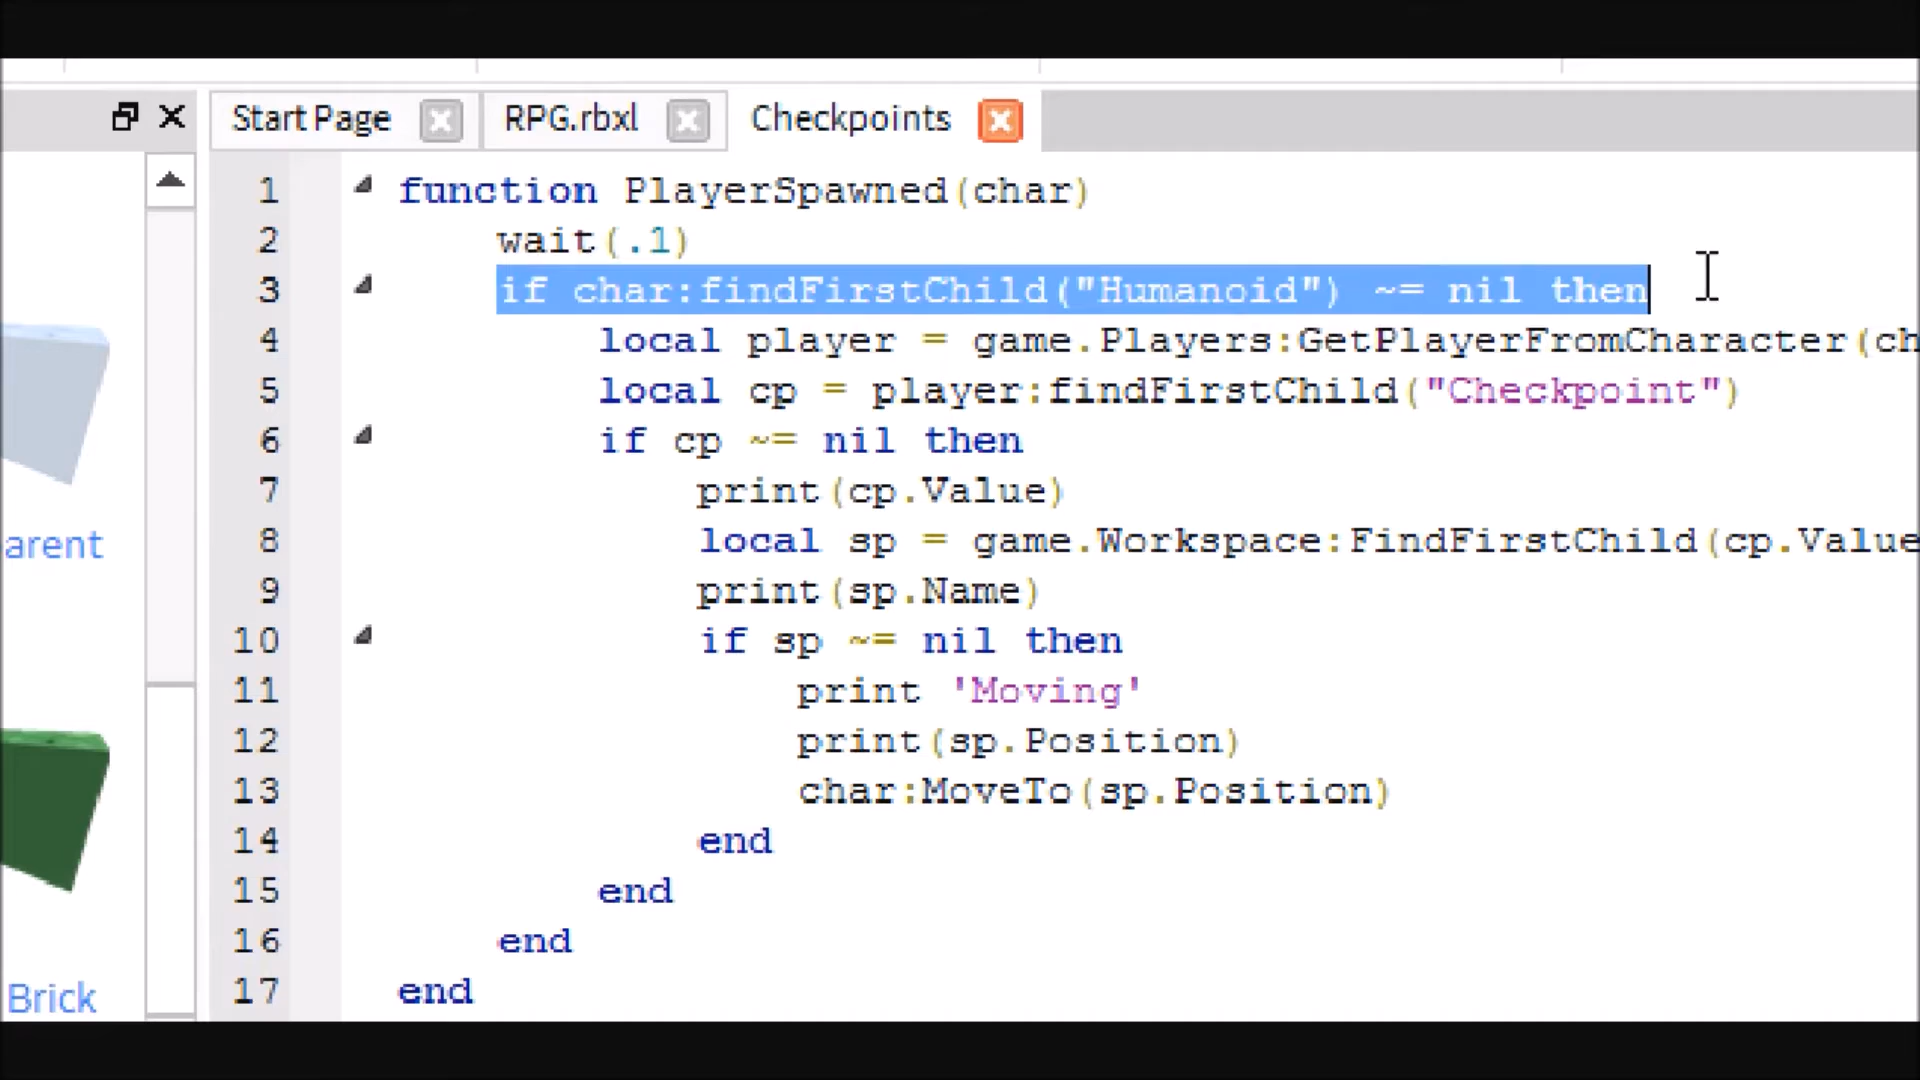 Start Page RPG.rbxl Checkpoints
1 function PlayerSpawned(char)
2 wait(.1)
3 if char:findFirstChild("Humanoid") ~= nil then
4 local player = game.Players:GetPlayerFromCharacter(ch
5 local cp = player:findFirstChild("Checkpoint")
6 if cp ~= nil then
7 print(cp.Value)
8 local sp = game.Workspace:FindFirstChild(cp.Value
9 print(sp.Name)
10 if sp ~= nil then
11 print 'Moving'
12 print(sp.Position)
13 char:MoveTo(sp.Position)
14 end
15 end
16 end
17 end
arent
Brick